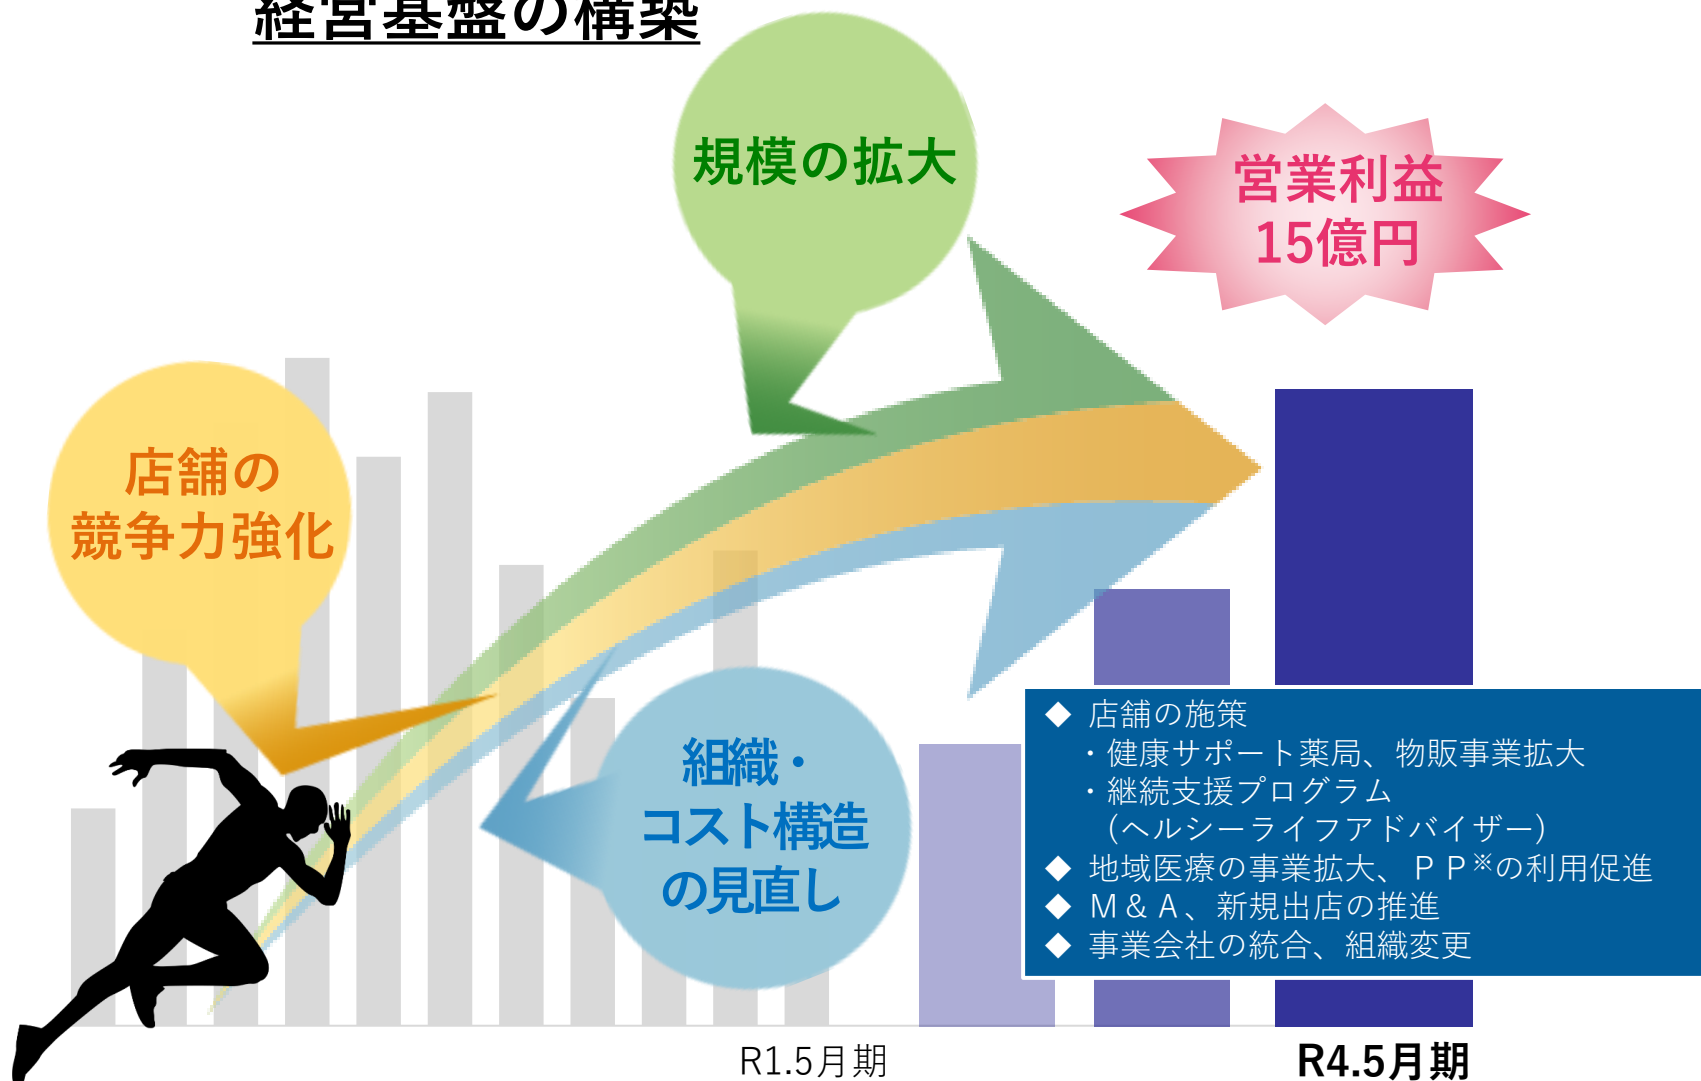 経営基盤の構築
規模の拡大
営業利益
15億円
店舗の
競争力強化
組織・
コスト構造
の見直し
◆ 店舗の施策
・健康サポート薬局、物販事業拡大
・継続支援プログラム
(ヘルシーライフアドバイザー)
◆ 地域医療の事業拡大、ＰＰ※の利用促進
◆ Ｍ＆Ａ、新規出店の推進
◆ 事業会社の統合、組織変更
R1.5月期
R4.5月期